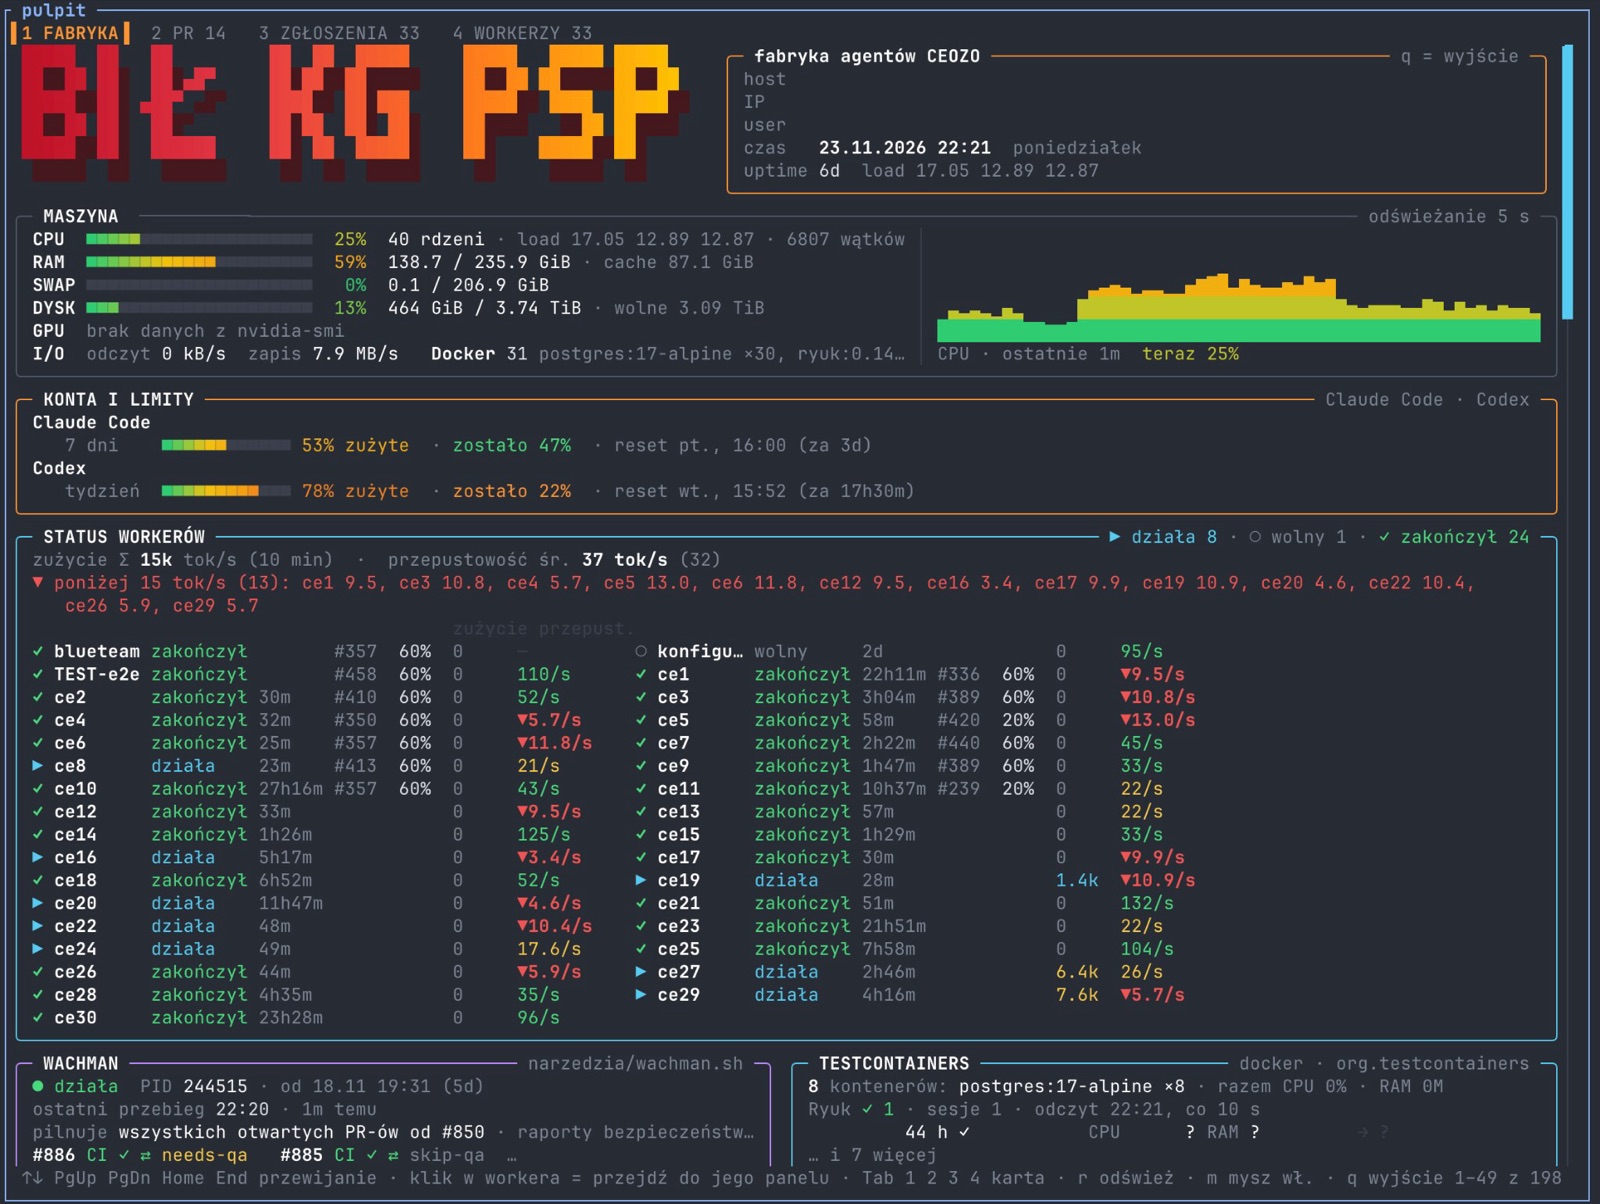 pulpit
1 FABRYKA 2 PR 14 3 ZGŁOSZENIA 33 4 WORKERZY 33
BIŁ KG PSP
fabryka agentów CEOZO q = wyjście
host
IP
user
czas 23.11.2026 22:21 poniedziałek
uptime 6d load 17.05 12.89 12.87
MASZYNA odświeżanie 5 s
CPU 25% 40 rdzeni · load 17.05 12.89 12.87 · 6807 wątków
RAM 59% 138.7 / 235.9 GiB · cache 87.1 GiB
SWAP 0% 0.1 / 206.9 GiB
DYSK 13% 464 GiB / 3.74 TiB · wolne 3.09 TiB
GPU brak danych z nvidia-smi
I/O odczyt 0 kB/s zapis 7.9 MB/s Docker 31 postgres:17-alpine ×30, ryuk:0.14…
CPU · ostatnie 1m teraz 25%
KONTA I LIMITY Claude Code · Codex
Claude Code
7 dni 53% zużyte · zostało 47% · reset pt., 16:00 (za 3d)
Codex
tydzień 78% zużyte · zostało 22% · reset wt., 15:52 (za 17h30m)
STATUS WORKERÓW ▶ działa 8 · ○ wolny 1 · ✓ zakończył 24
zużycie Σ 15k tok/s (10 min) · przepustowość śr. 37 tok/s (32)
▼ poniżej 15 tok/s (13): ce1 9.5, ce3 10.8, ce4 5.7, ce5 13.0, ce6 11.8, ce12 9.5, ce16 3.4, ce17 9.9, ce19 10.9, ce20 4.6, ce22 10.4,
ce26 5.9, ce29 5.7
zużycie przepust.
✓ blueteam zakończył #357 60% 0 – ○ konfigu… wolny 2d 0 95/s
✓ TEST-e2e zakończył #458 60% 0 110/s ✓ ce1 zakończył 22h11m #336 60% 0 ▼9.5/s
✓ ce2 zakończył 30m #410 60% 0 52/s ✓ ce3 zakończył 3h04m #389 60% 0 ▼10.8/s
✓ ce4 zakończył 32m #350 60% 0 ▼5.7/s ✓ ce5 zakończył 58m #420 20% 0 ▼13.0/s
✓ ce6 zakończył 25m #357 60% 0 ▼11.8/s ✓ ce7 zakończył 2h22m #440 60% 0 45/s
▶ ce8 działa 23m #413 60% 0 21/s ✓ ce9 zakończył 1h47m #389 60% 0 33/s
✓ ce10 zakończył 27h16m #357 60% 0 43/s ✓ ce11 zakończył 10h37m #239 20% 0 22/s
✓ ce12 zakończył 33m 0 ▼9.5/s ✓ ce13 zakończył 57m 0 22/s
✓ ce14 zakończył 1h26m 0 125/s ✓ ce15 zakończył 1h29m 0 33/s
▶ ce16 działa 5h17m 0 ▼3.4/s ✓ ce17 zakończył 30m 0 ▼9.9/s
✓ ce18 zakończył 6h52m 0 52/s ▶ ce19 działa 28m 1.4k ▼10.9/s
▶ ce20 działa 11h47m 0 ▼4.6/s ✓ ce21 zakończył 51m 0 132/s
▶ ce22 działa 48m 0 ▼10.4/s ✓ ce23 zakończył 21h51m 0 22/s
▶ ce24 działa 49m 0 17.6/s ✓ ce25 zakończył 7h58m 0 104/s
✓ ce26 zakończył 44m 0 ▼5.9/s ▶ ce27 działa 2h46m 6.4k 26/s
✓ ce28 zakończył 4h35m 0 35/s ▶ ce29 działa 4h16m 7.6k ▼5.7/s
✓ ce30 zakończył 23h28m 0 96/s
WACHMAN narzedzia/wachman.sh
● działa PID 244515 · od 18.11 19:31 (5d)
ostatni przebieg 22:20 · 1m temu
pilnuje wszystkich otwartych PR-ów od #850 · raporty bezpieczeństw…
#886 CI ✓ ⇄ needs-qa #885 CI ✓ ⇄ skip-qa …
TESTCONTAINERS docker · org.testcontainers
8 kontenerów: postgres:17-alpine ×8 · razem CPU 0% · RAM 0M
Ryuk ✓ 1 · sesje 1 · odczyt 22:21, co 10 s
44 h ✓ CPU ? RAM ? → ?
… i 7 więcej
↑↓ PgUp PgDn Home End przewijanie · klik w workera = przejdź do jego panelu · Tab 1 2 3 4 karta · r odśwież · m mysz wł. · q wyjście 1–49 z 198